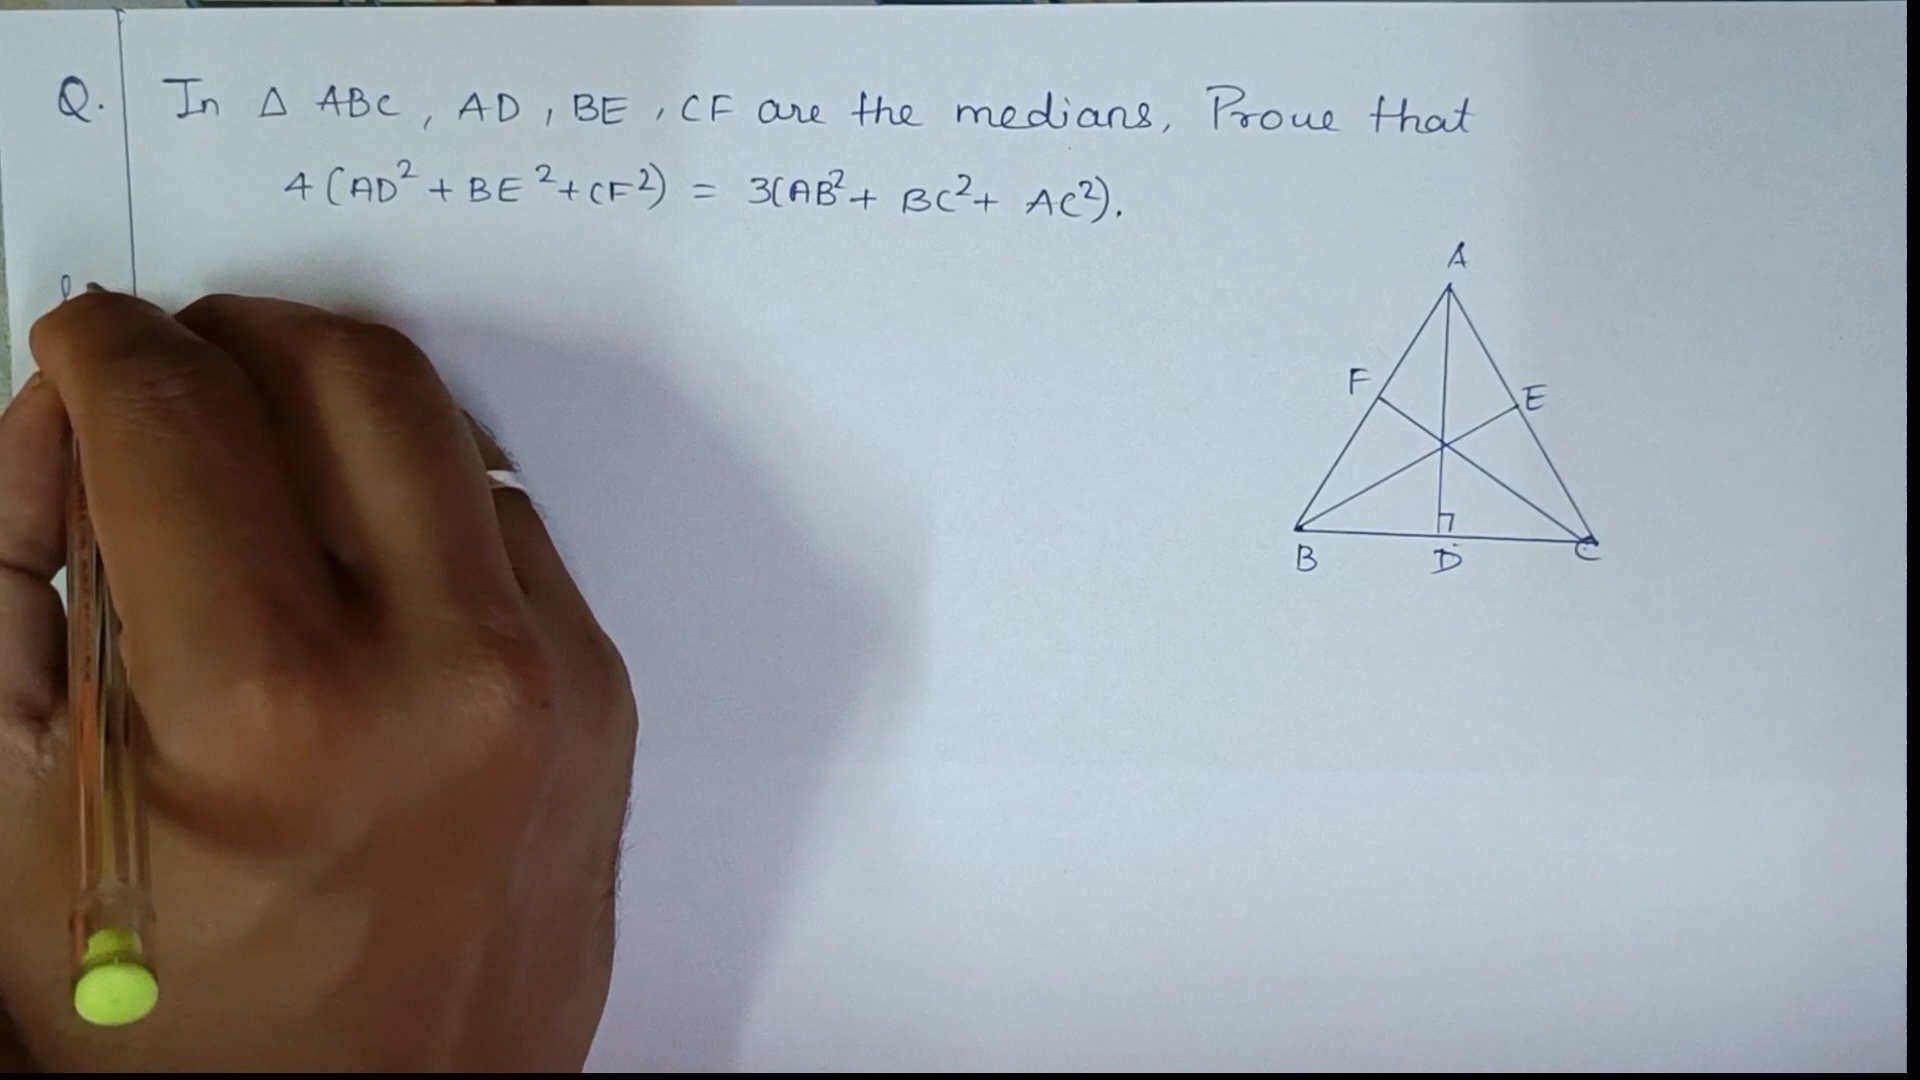 Q. In Δ ABC, AD, BE, CF are the medians, Prove that
4(AD²+BE²+CF²) = 3(AB²+ BC²+ AC²).
A
F
E
B
D
C